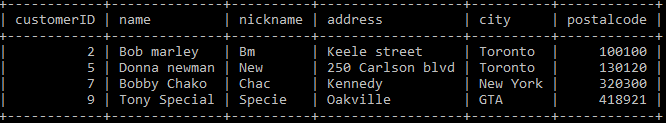 customerID | name | nickname | address | city | postalcode
2 | Bob marley | Bm | Keele street | Toronto | 100100
5 | Donna newman | New | 250 Carlson blvd | Toronto | 130120
7 | Bobby Chako | Chac | Kennedy | New York | 320300
9 | Tony Special | Specie | Oakville | GTA | 418921